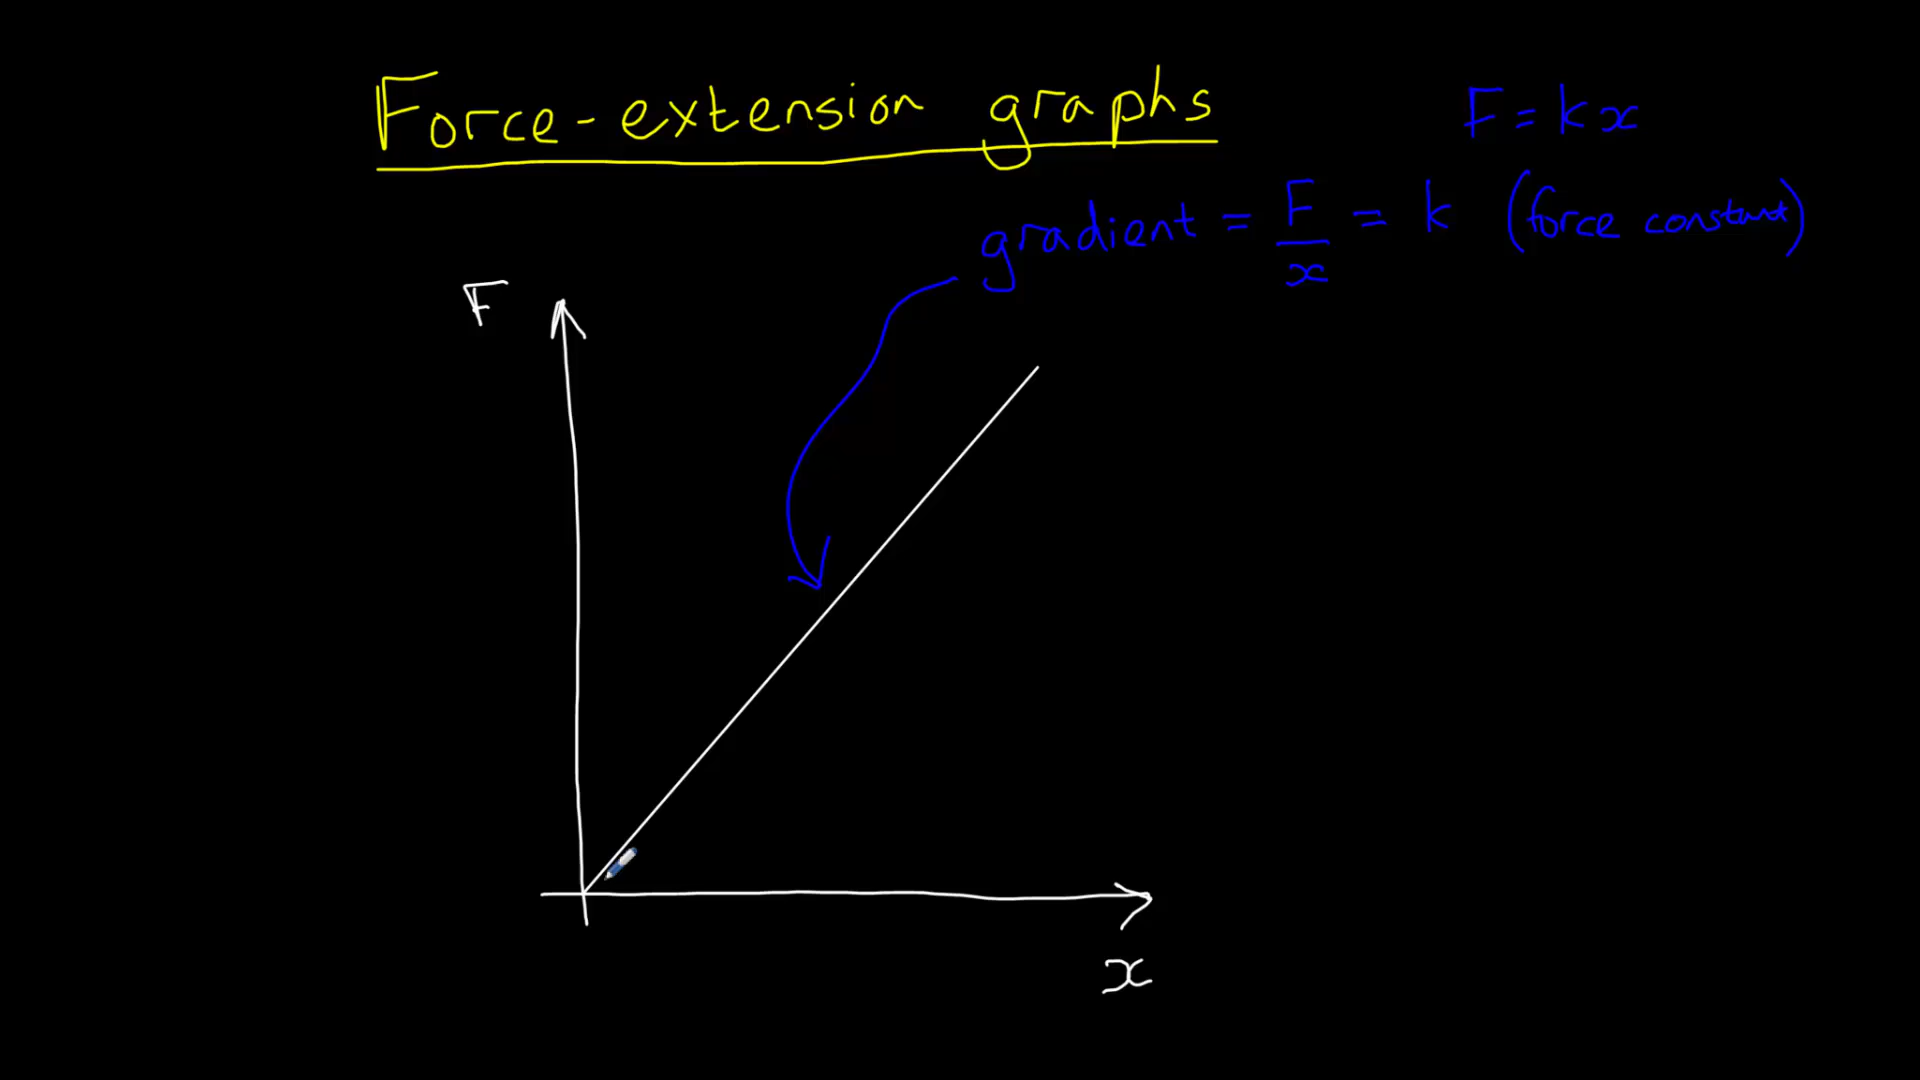 Force-extension graphs
F = kx
gradient = F/x = k (force constant)
F
x